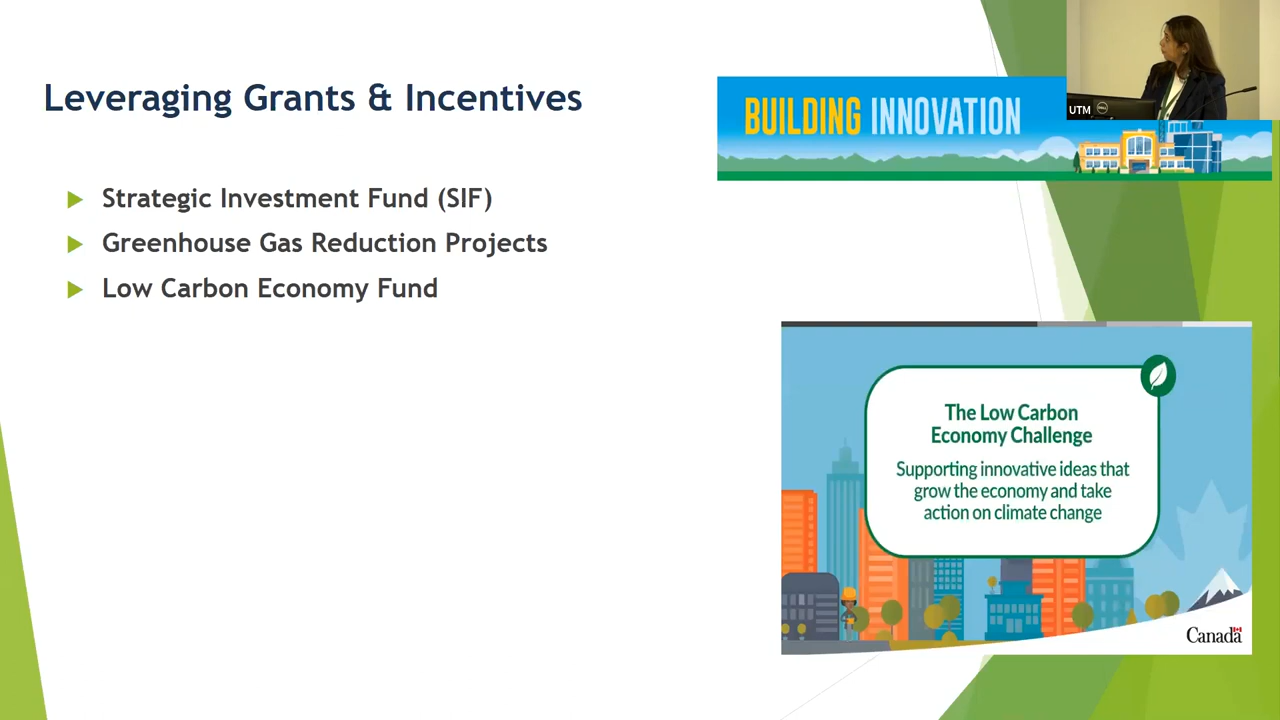 Leveraging Grants & Incentives
Strategic Investment Fund (SIF)
Greenhouse Gas Reduction Projects
Low Carbon Economy Fund
BUILDING INNOVATION
UTM
The Low Carbon
Economy Challenge
Supporting innovative ideas that
grow the economy and take
action on climate change
Canada